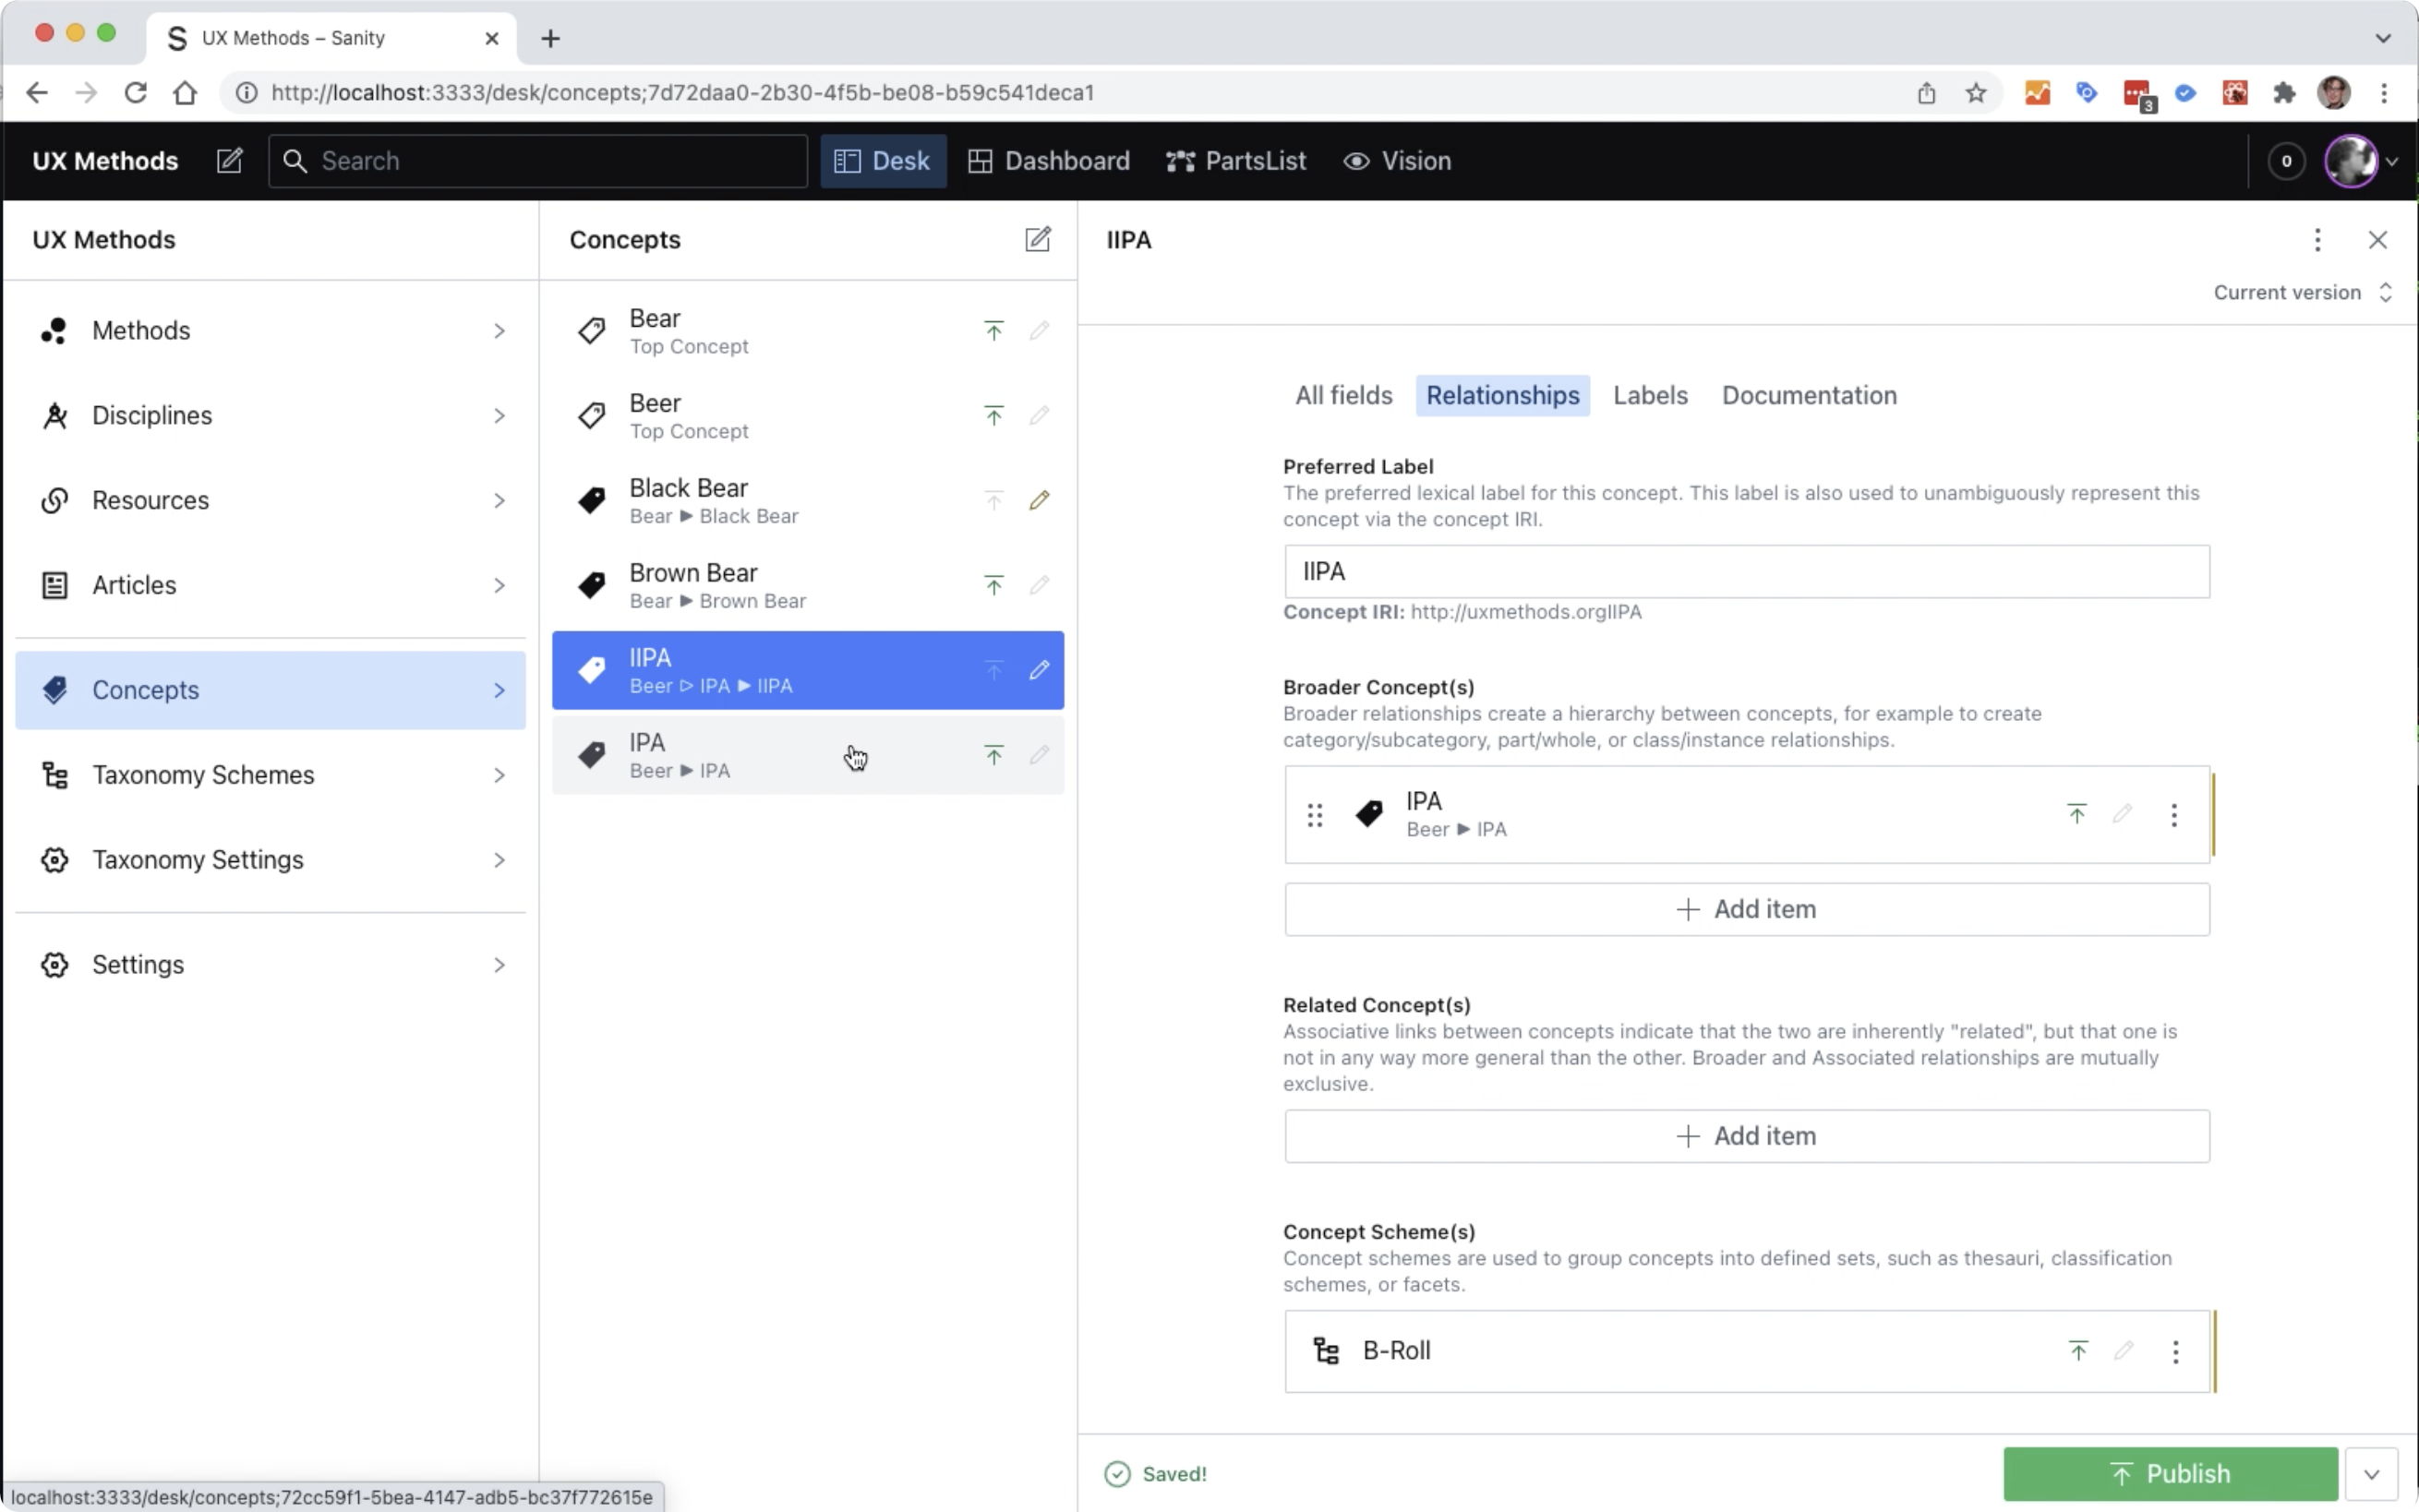 UX Methods – Sanity
http://localhost:3333/desk/concepts;7d72daa0-2b30-4f5b-be08-b59c541deca1
3
UX Methods
Search
Desk
Dashboard
PartsList
Vision
0
UX Methods
Methods
Disciplines
Resources
Articles
Concepts
Taxonomy Schemes
Taxonomy Settings
Settings
Concepts
Bear
Top Concept
Beer
Top Concept
Black Bear
Bear ▶ Black Bear
Brown Bear
Bear ▶ Brown Bear
IIPA
Beer ▷ IPA ▶ IIPA
IPA
Beer ▶ IPA
IIPA
Current version
All fields Relationships Labels Documentation
Preferred Label
The preferred lexical label for this concept. This label is also used to unambiguously represent this
concept via the concept IRI.
IIPA
Concept IRI: http://uxmethods.orgIIPA
Broader Concept(s)
Broader relationships create a hierarchy between concepts, for example to create
category/subcategory, part/whole, or class/instance relationships.
IPA
Beer ▶ IPA
Add item
Related Concept(s)
Associative links between concepts indicate that the two are inherently "related", but that one is
not in any way more general than the other. Broader and Associated relationships are mutually
exclusive.
Add item
Concept Scheme(s)
Concept schemes are used to group concepts into defined sets, such as thesauri, classification
schemes, or facets.
B-Roll
Saved!
Publish
localhost:3333/desk/concepts;72cc59f1-5bea-4147-adb5-bc37f772615e